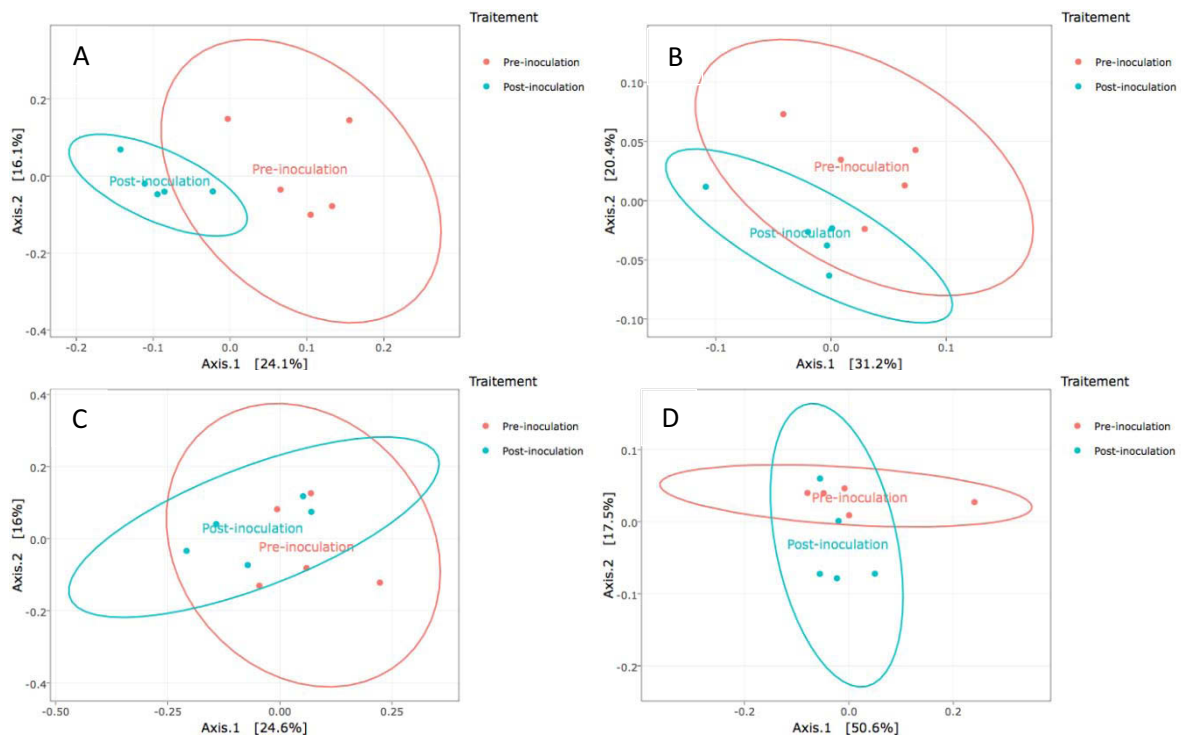 A
Traitement
Pre-inoculation
Post-inoculation
Post-inoculation
Pre-inoculation
0.2
0.0
-0.2
-0.4
Axis.2 [16.1%]
-0.2
-0.1
0.0
0.1
0.2
Axis.1 [24.1%]
B
Traitement
Pre-inoculation
Post-inoculation
Pre-inoculation
Post-inoculation
0.10
0.05
0.00
-0.05
-0.10
Axis.2 [20.4%]
-0.1
0.0
0.1
Axis.1 [31.2%]
C
Traitement
Pre-inoculation
Post-inoculation
Post-inoculation
Pre-inoculation
0.4
0.2
0.0
-0.2
-0.4
Axis.2 [16%]
-0.50
-0.25
0.00
0.25
Axis.1 [24.6%]
D
Traitement
Pre-inoculation
Post-inoculation
Pre-inoculation
Post-inoculation
0.1
0.0
-0.1
-0.2
Axis.2 [17.5%]
-0.2
0.0
0.2
Axis.1 [50.6%]